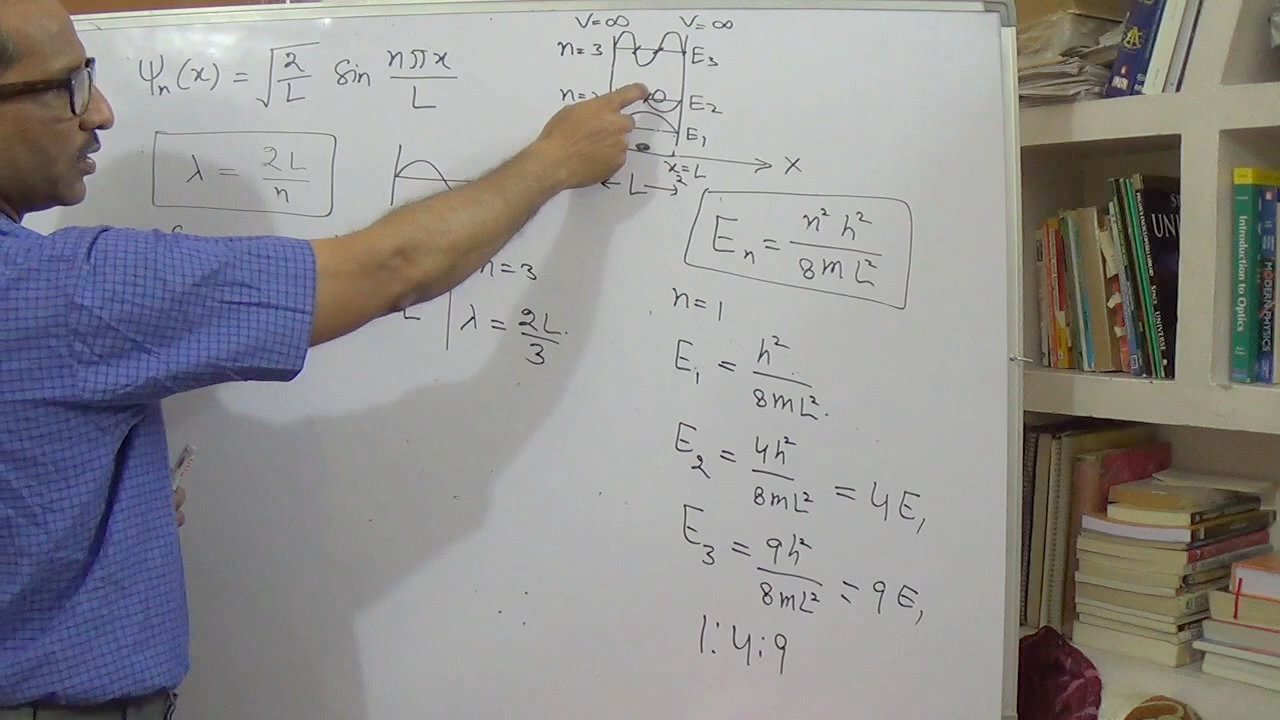 ψₙ(x) = √(2/L) sin nπx/L
λ = 2L/n
n = 3
λ = 2L/3
V=∞ V=∞
n=3 E₃
E₂
E₁
x=L X
L
Eₙ = n²h²/8mL²
n=1
E₁ = h²/8mL².
E₂ = 4h²/8mL² = 4E₁
E₃ = 9h²/8mL² = 9E₁
1:4:9
UNIVERSE
Introduction to Optics
MODERN PHYSICS